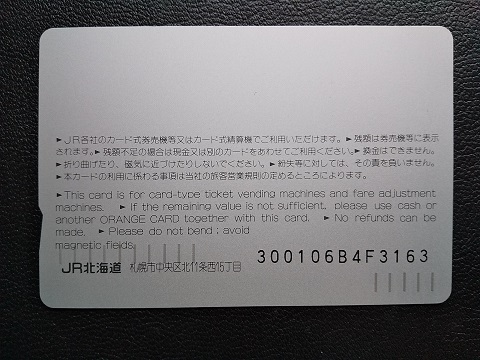 ►JR各社のカード式券売機等又はカード式精算機でご利用いただけます。►残額は券売機等に表示
されます。►残額不足の場合は現金又は別のカードをあわせてご利用ください。►換金はできません。
►折り曲げたり、磁気に近づけたりしないでください。►紛失等に対しては、その責を負いません。
►本カードの利用に係わる事項は当社の旅客営業規則の定めるところによります。
►This card is for card-type ticket vending machines and fare adjustment
machines. ►If the remaining value is not sufficient, please use cash or
another ORANGE CARD together with this card. ►No refunds can be
made. ►Please do not bend; avoid
magnetic fields.
JR北海道 札幌市中央区北11条西15丁目 300106B4F3163